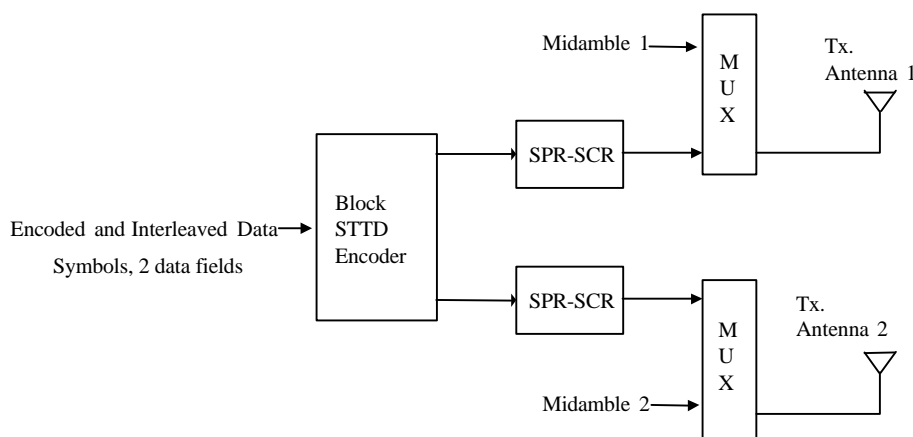 Midamble 1
M
U
X
Tx.
Antenna 1
SPR-SCR
Block
STTD
Encoder
Encoded and Interleaved Data
Symbols, 2 data fields
SPR-SCR
M
U
X
Tx.
Antenna 2
Midamble 2